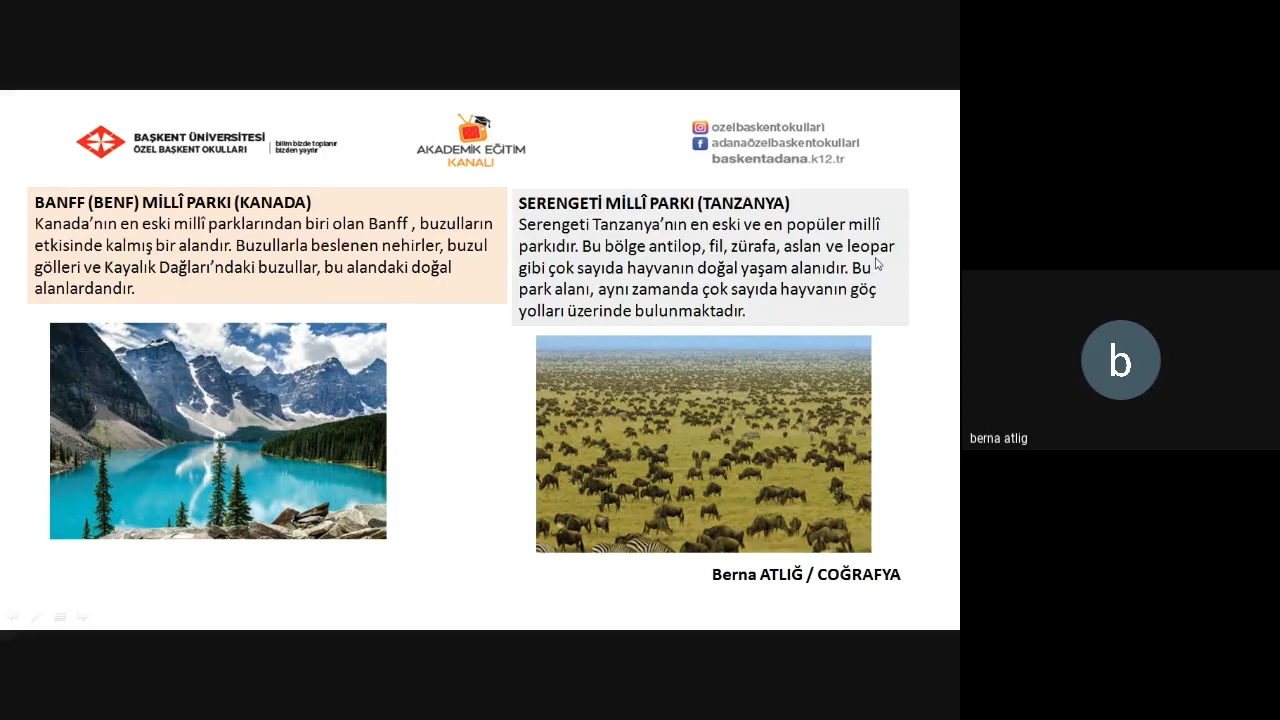 BAŞKENT ÜNİVERSİTESİ
ÖZEL BAŞKENT OKULLARI
bilim bizde toplanır
bizden yayılır
AKADEMİK EĞİTİM
KANALI
ozelbaskentokullari
adanaözelbaskentokullari
baskentadana.k12.tr
BANFF (BENF) MİLLÎ PARKI (KANADA)
Kanada’nın en eski millî parklarından biri olan Banff , buzulların
etkisinde kalmış bir alandır. Buzullarla beslenen nehirler, buzul
gölleri ve Kayalık Dağları’ndaki buzullar, bu alandaki doğal
alanlardandır.
SERENGETİ MİLLÎ PARKI (TANZANYA)
Serengeti Tanzanya’nın en eski ve en popüler millî
parkıdır. Bu bölge antilop, fil, zürafa, aslan ve leopar
gibi çok sayıda hayvanın doğal yaşam alanıdır. Bu
park alanı, aynı zamanda çok sayıda hayvanın göç
yolları üzerinde bulunmaktadır.
Berna ATLIĞ / COĞRAFYA
b
berna atlig